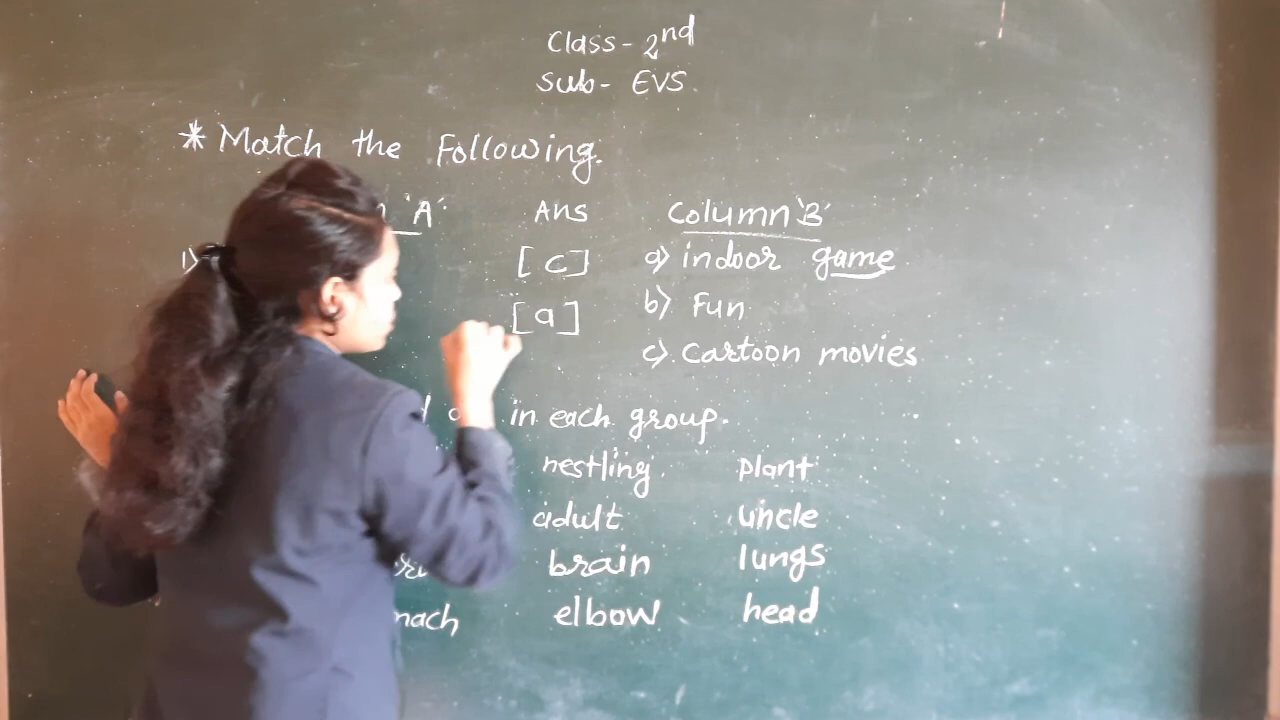 Class - 2nd
Sub - EVS
* Match the Following.
'A' Ans Column 'B'
1) [c] a) indoor game
[a] b) Fun
c) Cartoon movies
in each group.
nestling plant
adult uncle
brain lungs
elbow head